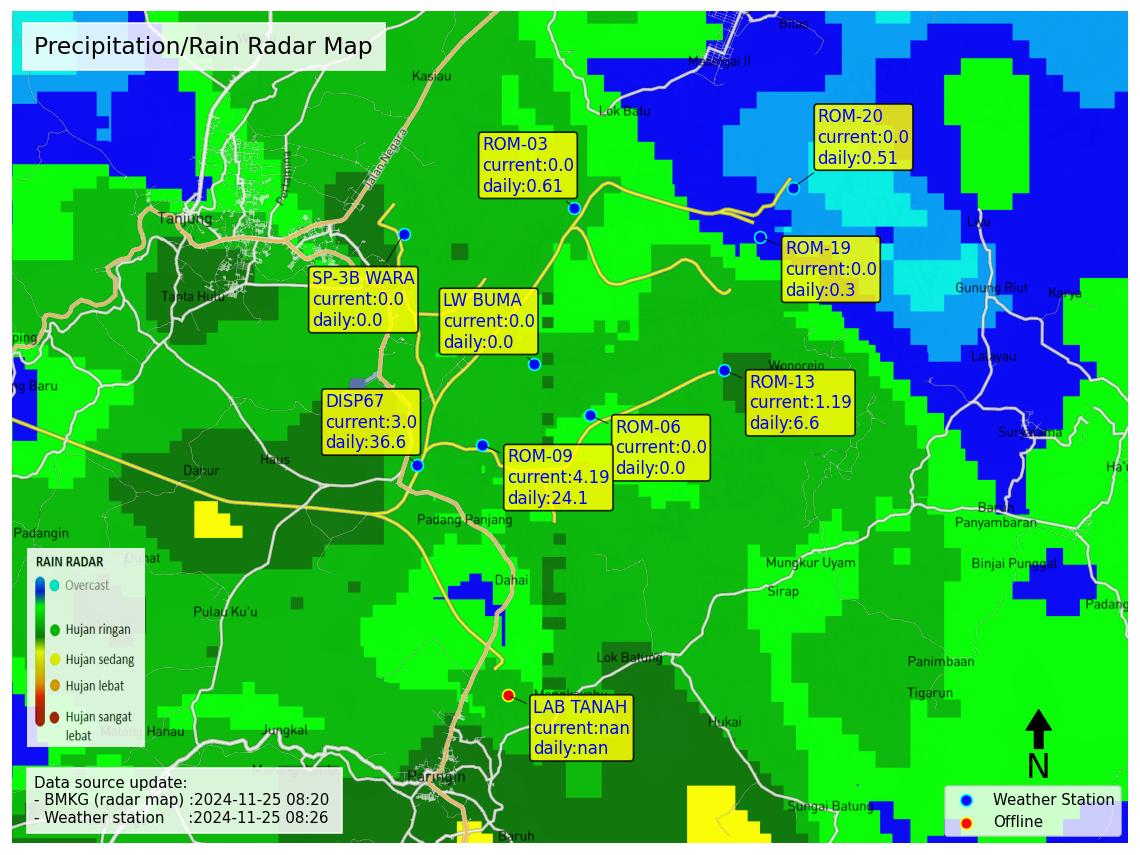 Precipitation/Rain Radar Map
Bilas
Masingai II
Kasiau
Lok Batu
Jalan Negara
Pertamina
Tanjung
Tanta Hulu
ROM-03
current:0.0
daily:0.61
ROM-20
current:0.0
daily:0.51
ROM-19
current:0.0
daily:0.3
Liyu
Gunung Riut
Karya
Lalayau
SP-3B WARA
current:0.0
daily:0.0
LW BUMA
current:0.0
daily:0.0
ping
ng Baru
Wonorejo
ROM-13
current:1.19
daily:6.6
DISP67
current:3.0
daily:36.6
ROM-06
current:0.0
daily:0.0
ROM-09
current:4.19
daily:24.1
Suryatama
Ha'u
Haus
Dahur
Padangin
Padang Panjang
Baruh
Panyambaran
Binjai Punggal
Mungkur Uyam
Sirap
Padang
Dahai
Pulau Ku'u
Lok Batung
Panimbaan
Tigarun
Hukai
Jungkal
Paringin
Baruh
Sungai Batung
RAIN RADAR
Overcast
Hujan ringan
Hujan sedang
Hujan lebat
Hujan sangat
lebat
LAB TANAH
current:nan
daily:nan
N
Data source update:
- BMKG (radar map) :2024-11-25 08:20
- Weather station :2024-11-25 08:26
Weather Station
Offline